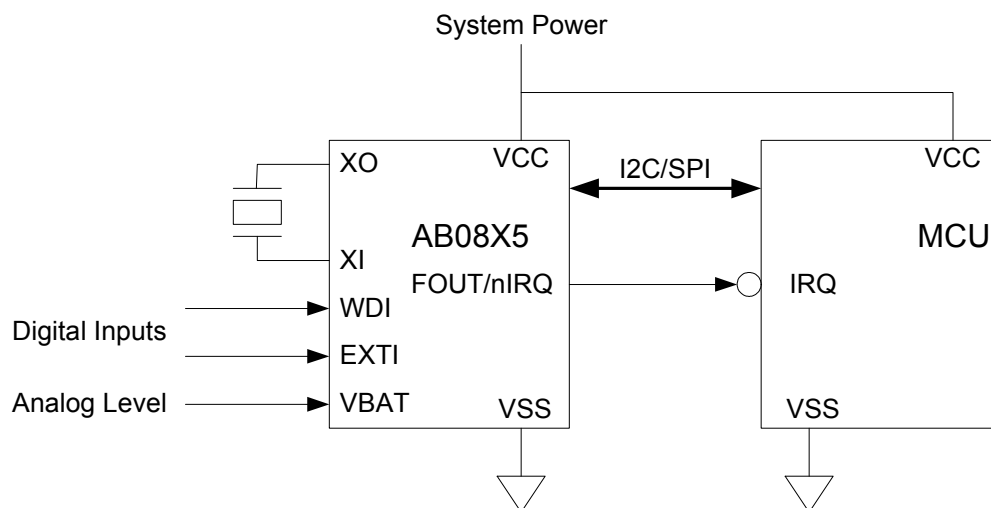 System Power
XO
VCC
VCC
I2C/SPI
AB08X5
MCU
XI
FOUT/nIRQ
IRQ
WDI
Digital Inputs
EXTI
Analog Level
VBAT
VSS
VSS